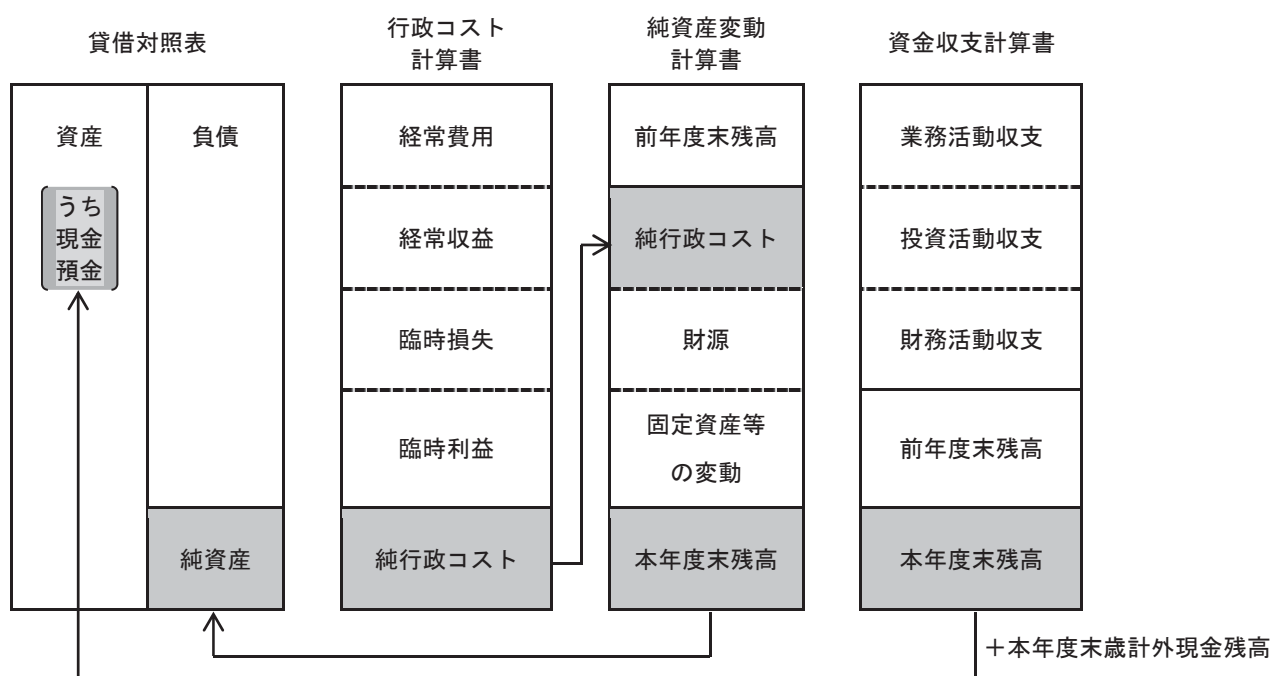 貸借対照表
行政コスト
計算書
純資産変動
計算書
資金収支計算書
資産
うち
現金
預金
負債
純資産
経常費用
経常収益
臨時損失
臨時利益
純行政コスト
前年度末残高
純行政コスト
財源
固定資産等
の変動
本年度末残高
業務活動収支
投資活動収支
財務活動収支
前年度末残高
本年度末残高
＋本年度末歳計外現金残高